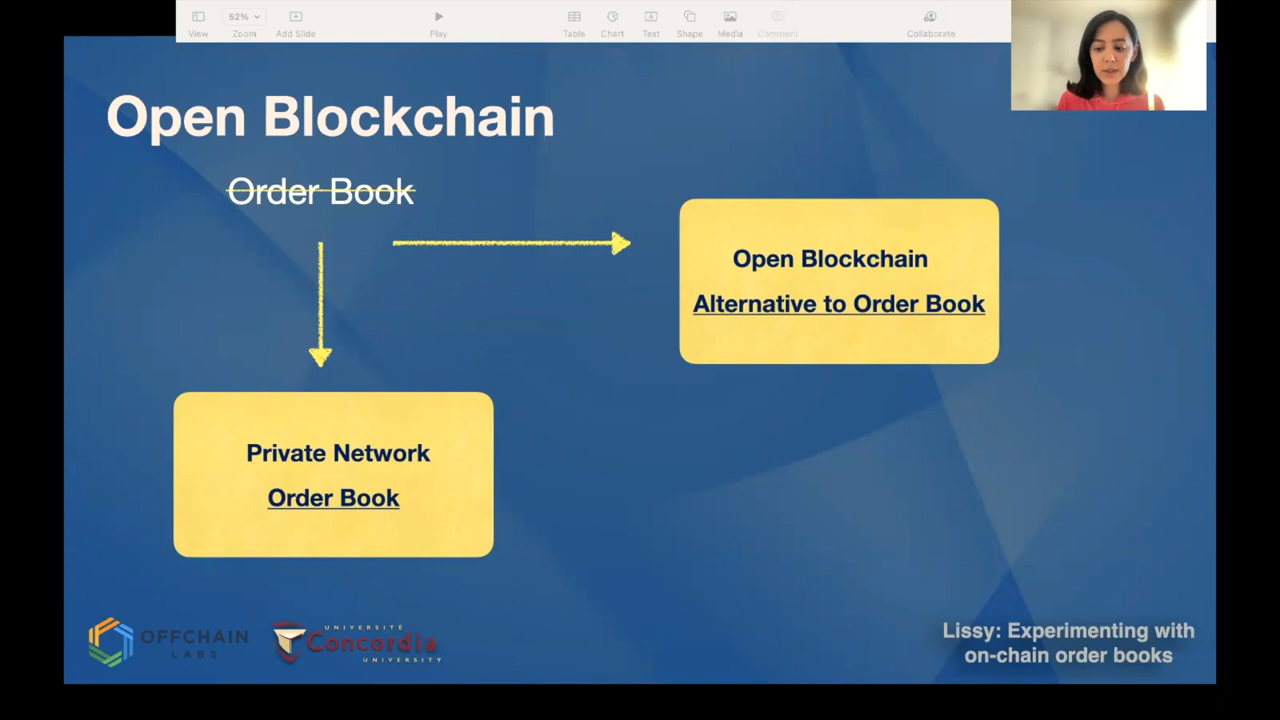 View
52%
Zoom
Add Slide
Play
Table
Chart
Text
Shape
Media
Comment
Collaborate
Open Blockchain
Order Book
Open Blockchain
Alternative to Order Book
Private Network
Order Book
OFFCHAIN
LABS
UNIVERSITÉ
Concordia
UNIVERSITY
Lissy: Experimenting with
on-chain order books